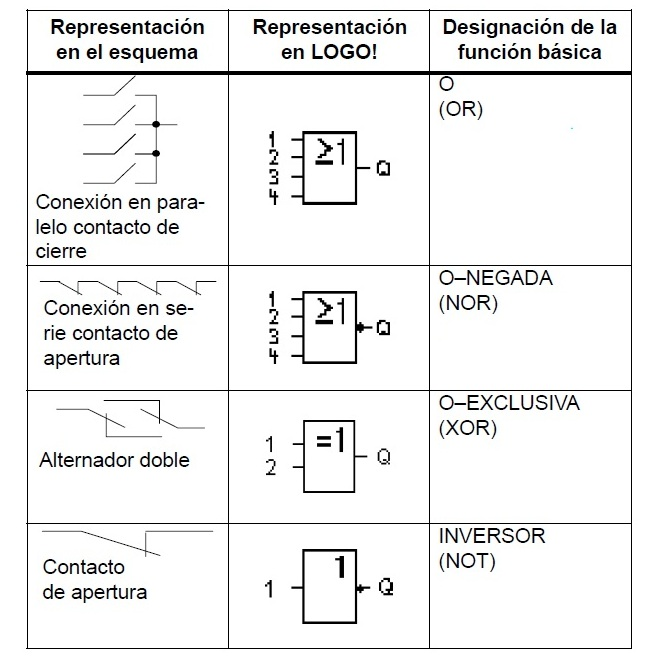 Representación
en el esquema
Representación
en LOGO!
Designación de la
función básica
Conexión en para-
lelo contacto de
cierre
1
2
3
4
≥1
Q
O
(OR)
Conexión en se-
rie contacto de
apertura
1
2
3
4
≥1
Q
O–NEGADA
(NOR)
Alternador doble
1
2
=1
Q
O–EXCLUSIVA
(XOR)
Contacto
de apertura
1
1
Q
INVERSOR
(NOT)